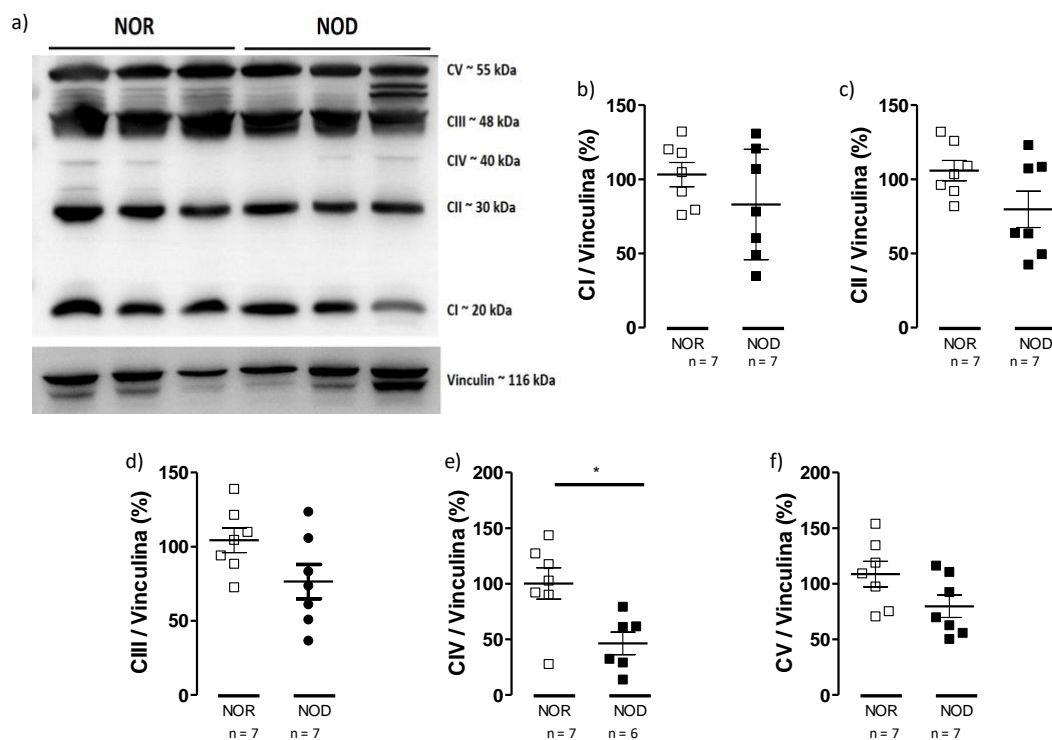 a)
NOR NOD
CV ~ 55 kDa
CIII ~ 48 kDa
CIV ~ 40 kDa
CII ~ 30 kDa
CI ~ 20 kDa
Vinculin ~ 116 kDa
b)
CI / Vinculina (%)
150
100
50
0
NOR NOD
n = 7 n = 7
c)
CII / Vinculina (%)
150
100
50
0
NOR NOD
n = 7 n = 7
d)
CIII / Vinculina (%)
150
100
50
0
NOR NOD
n = 7 n = 7
e)
CIV / Vinculina (%)
200
150
100
50
0
*
NOR NOD
n = 7 n = 6
f)
CV / Vinculina (%)
200
150
100
50
0
NOR NOD
n = 7 n = 7